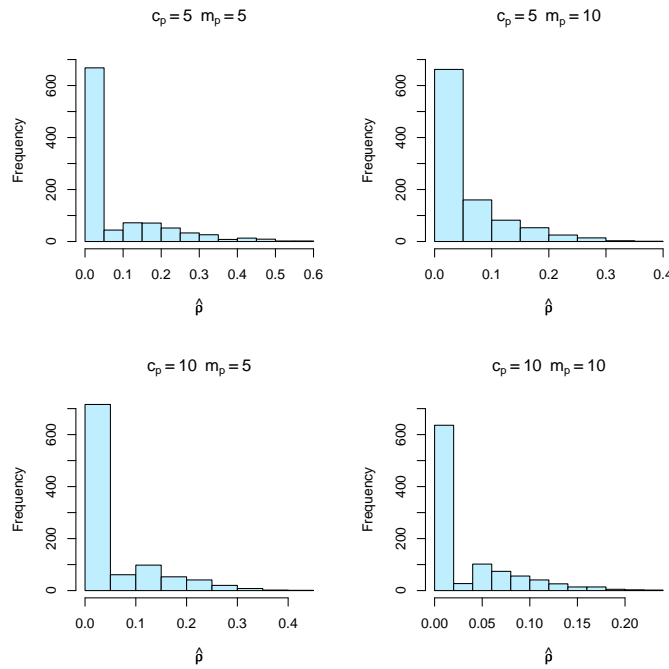 c_p = 5 m_p = 5
Frequency
0 200 400 600
0.0 0.1 0.2 0.3 0.4 0.5 0.6
ρ̂
c_p = 5 m_p = 10
Frequency
0 200 400 600
0.0 0.1 0.2 0.3 0.4
ρ̂
c_p = 10 m_p = 5
Frequency
0 200 400 600
0.0 0.1 0.2 0.3 0.4
ρ̂
c_p = 10 m_p = 10
Frequency
0 200 400 600
0.00 0.05 0.10 0.15 0.20
ρ̂